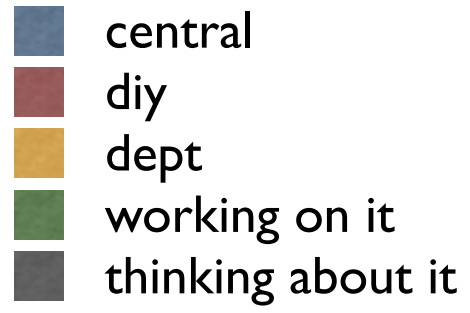 central
diy
dept
working on it
thinking about it